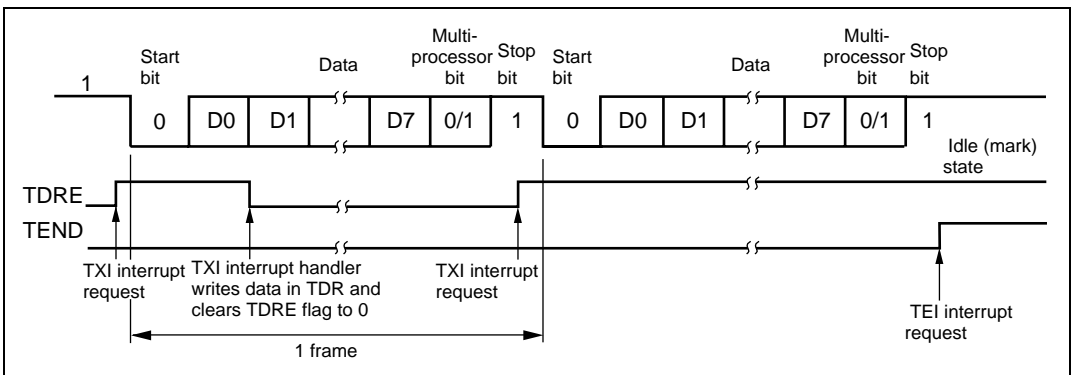 Start
bit
Data
Multi-
processor
bit
Stop
bit
Start
bit
Data
Multi-
processor
bit
Stop
bit
1
0
D0
D1
D7
0/1
1
0
D0
D1
D7
0/1
1
Idle (mark)
state
TDRE
TEND
TXI interrupt
request
TXI interrupt handler
writes data in TDR and
clears TDRE flag to 0
TXI interrupt
request
TEI interrupt
request
1 frame